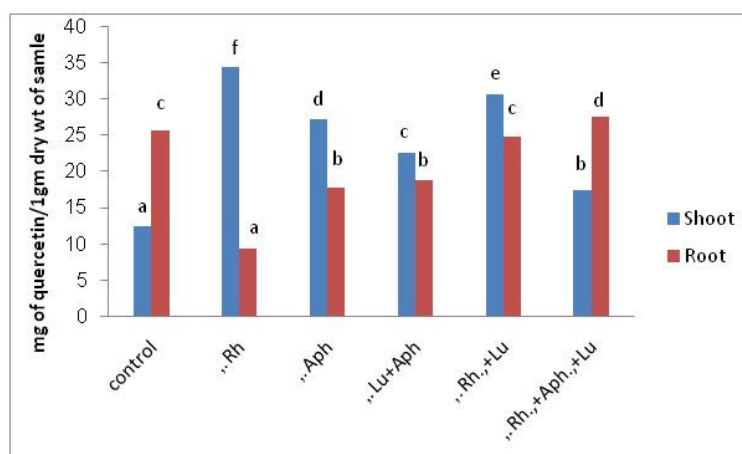 mg of quercetin/1gm dry wt of samle
40
35
30
25
20
15
10
5
0
a
c
f
a
d
b
c
b
e
c
b
d
control
,.Rh
,.Aph
,.Lu+Aph
,.Rh.,+Lu
,.Rh.,+Aph.,+Lu
Shoot
Root